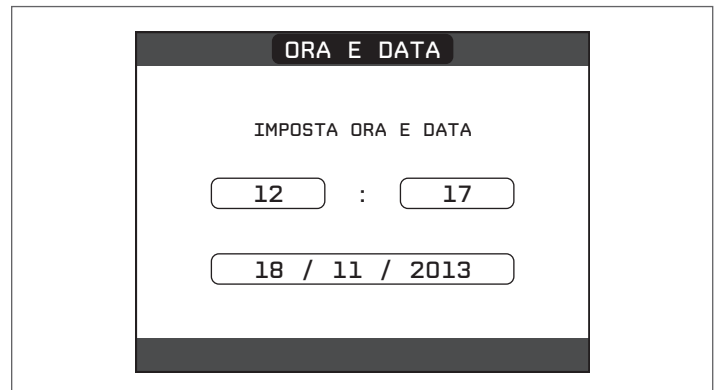 ORA E DATA
IMPOSTA ORA E DATA
12 : 17
18 / 11 / 2013